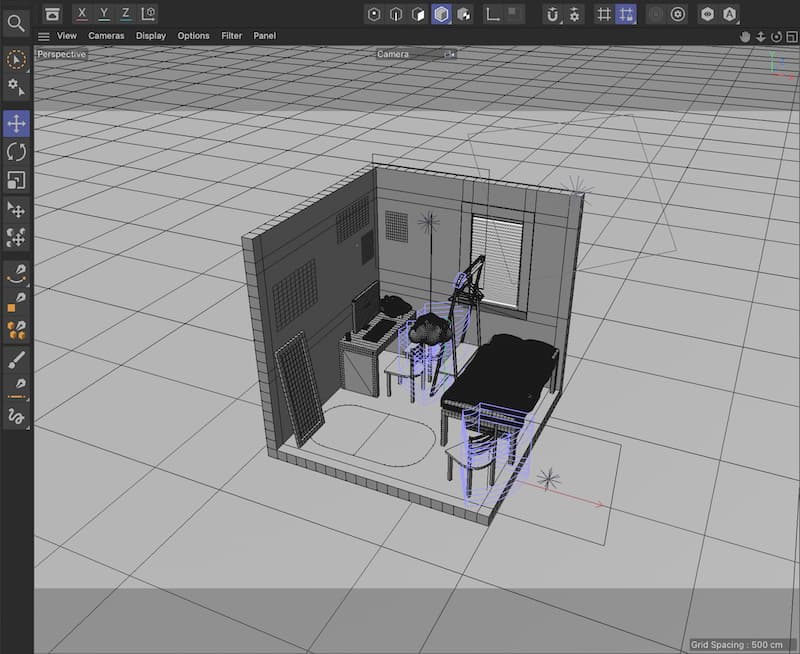 X Y Z
View Cameras Display Options Filter Panel
Perspective Camera
A
Grid Spacing : 500 cm